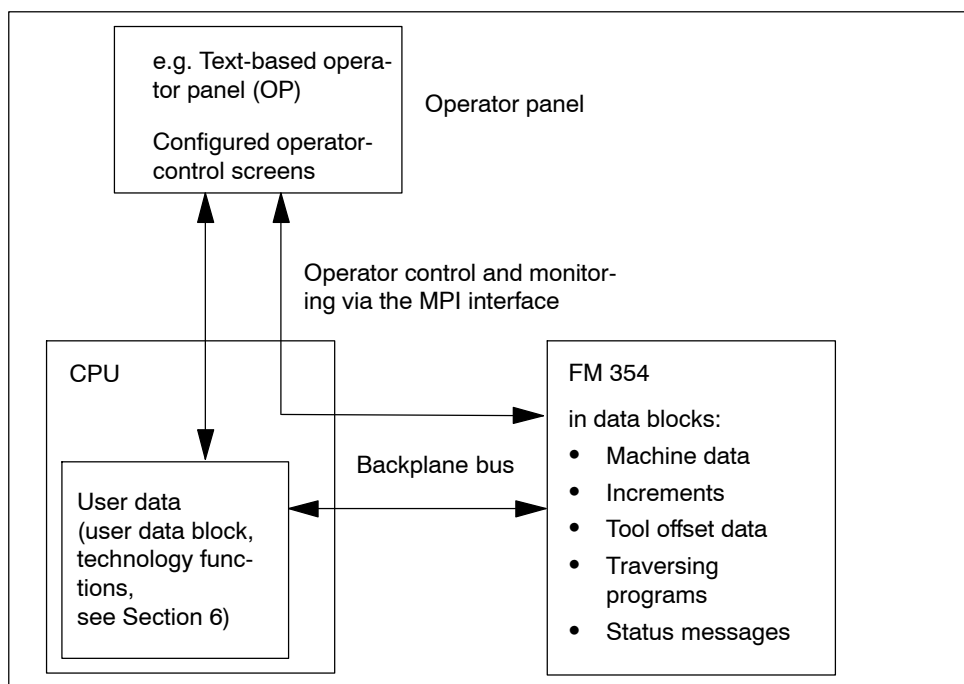 e.g. Text-based opera-
tor panel (OP)
Configured operator-
control screens
Operator panel
Operator control and monitor-
ing via the MPI interface
CPU
User data
(user data block,
technology func-
tions,
see Section 6)
Backplane bus
FM 354
in data blocks:
• Machine data
• Increments
• Tool offset data
• Traversing
programs
• Status messages